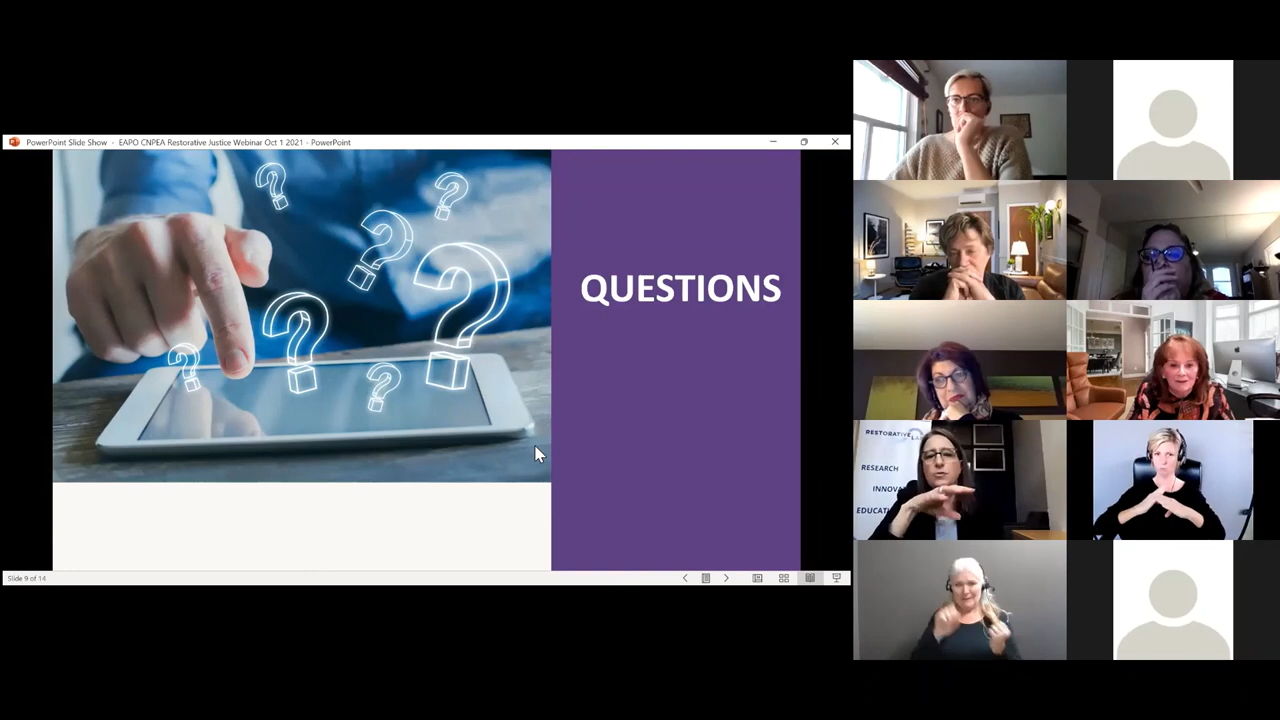 PowerPoint Slide Show - EAPO CNPEA Restorative Justice Webinar Oct 1 2021 - PowerPoint
QUESTIONS
RESTORATIVE
RESEARCH
INNOVA
EDUCATI
Slide 9 of 14